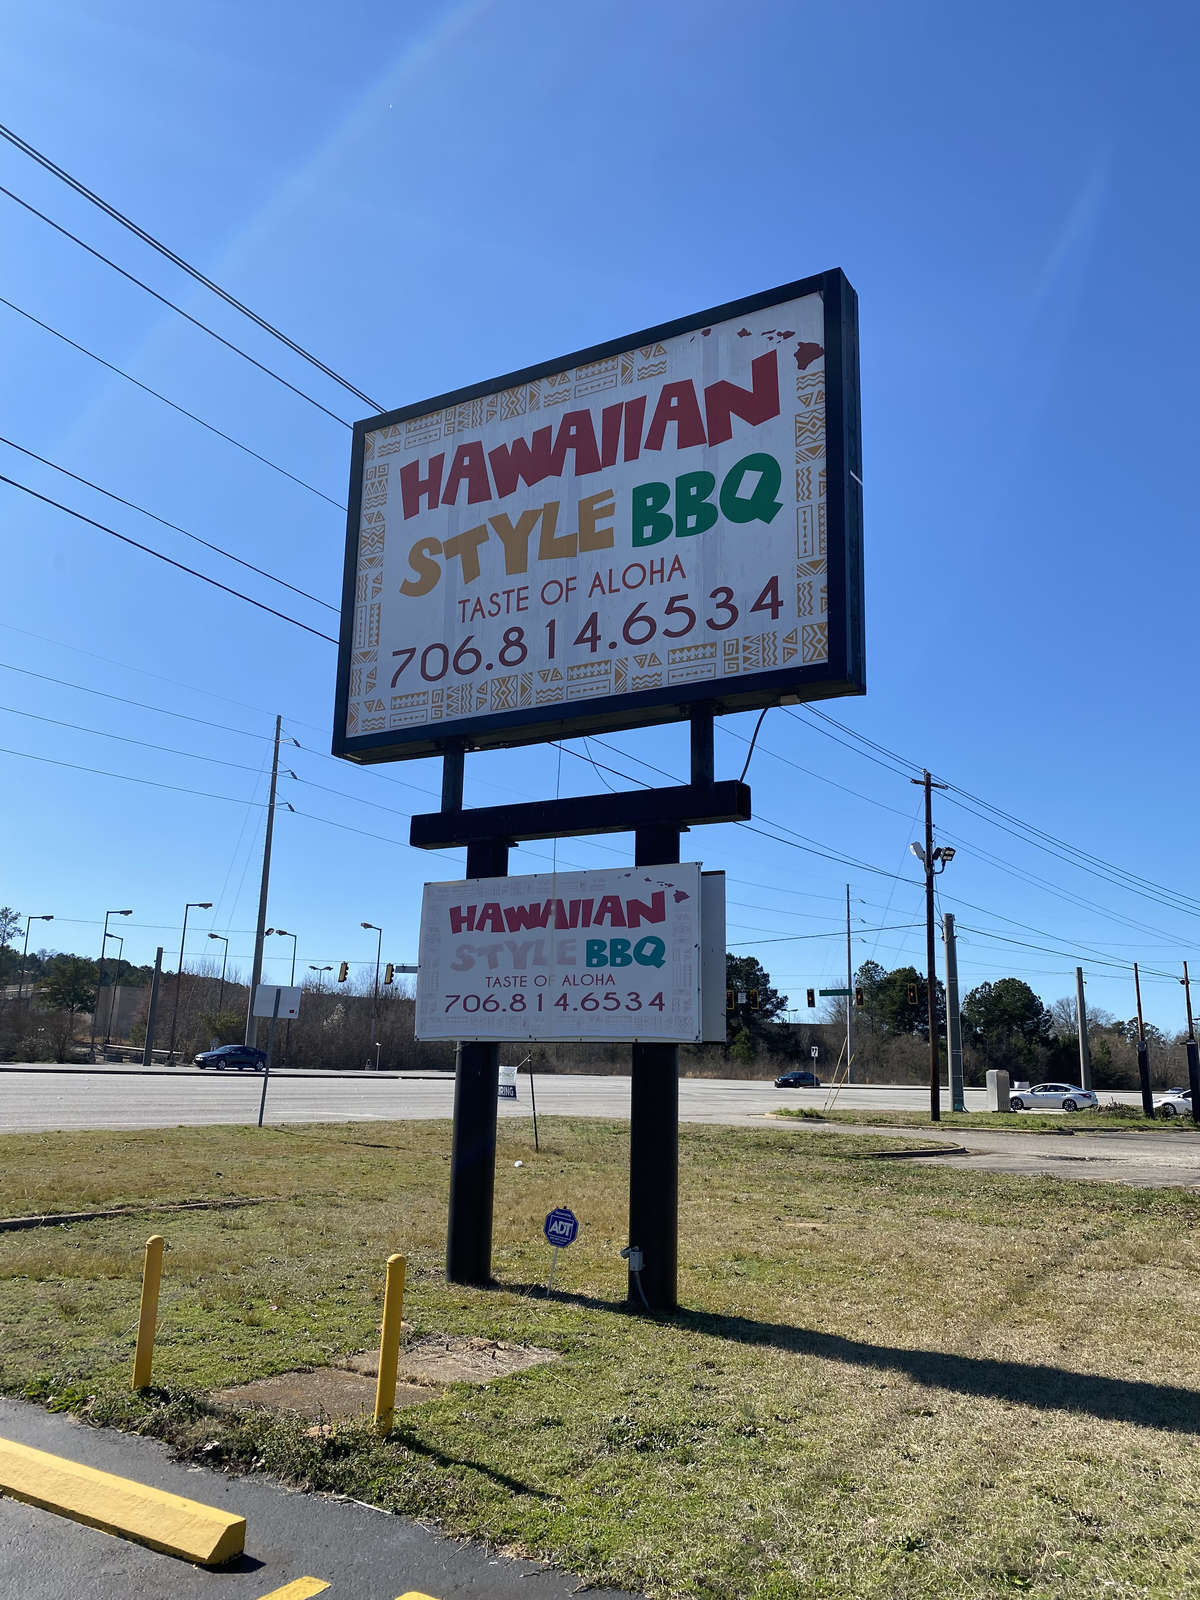 HAWAIIAN
STYLE BBQ
TASTE OF ALOHA
706.814.6534
HAWAIIAN
STYLE BBQ
TASTE OF ALOHA
706.814.6534
ADT